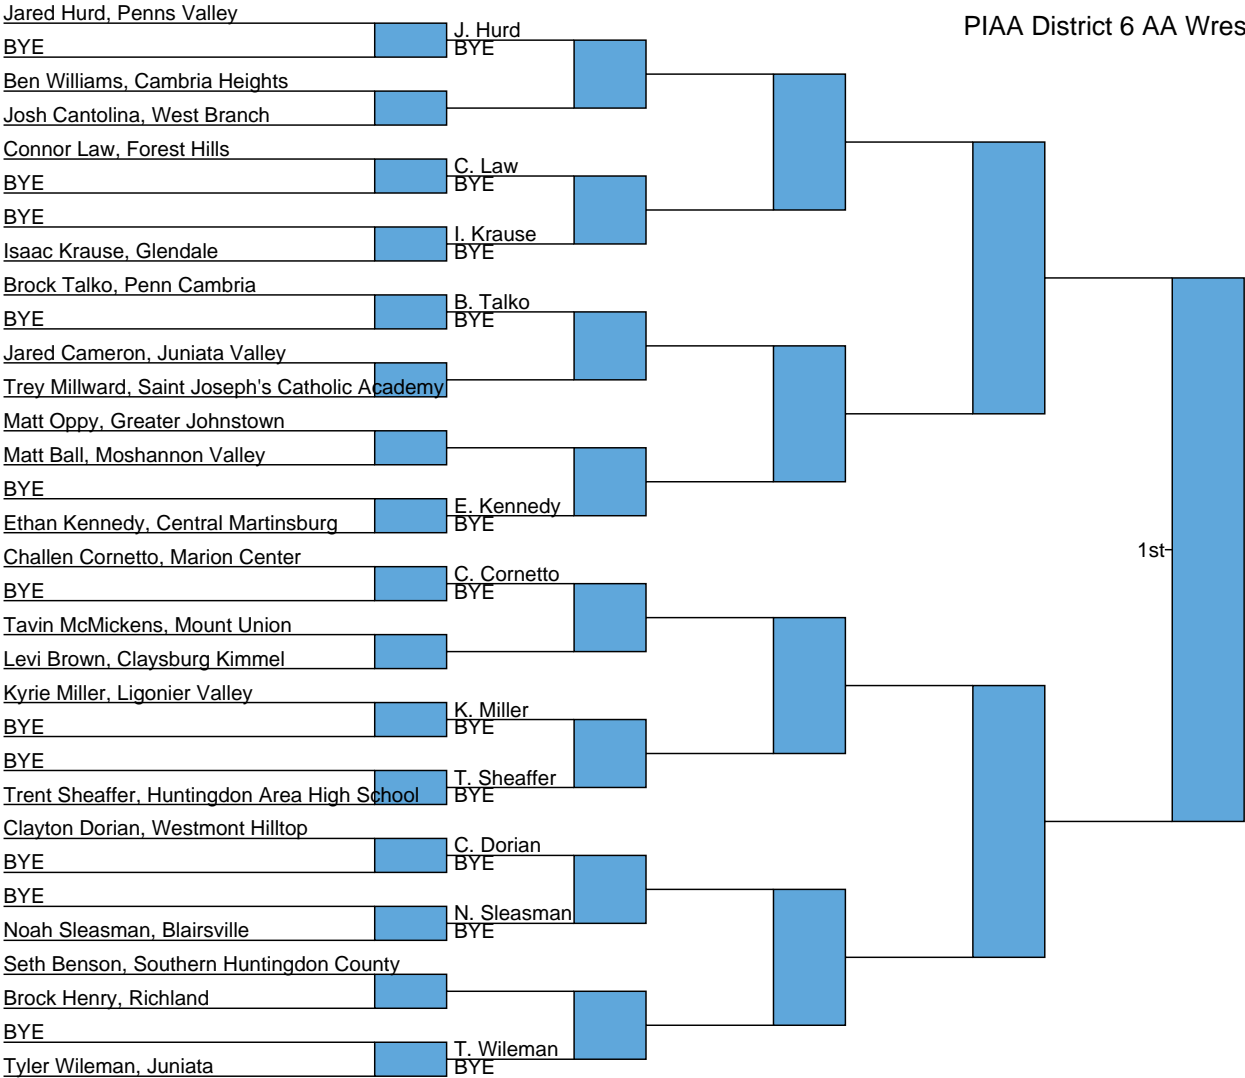 Jared Hurd, Penns Valley
PIAA District 6 AA Wres
J. Hurd
BYE
BYE
Ben Williams, Cambria Heights
Josh Cantolina, West Branch
Connor Law, Forest Hills
C. Law
BYE
BYE
BYE
I. Krause
Isaac Krause, Glendale
BYE
Brock Talko, Penn Cambria
B. Talko
BYE
BYE
Jared Cameron, Juniata Valley
Trey Millward, Saint Joseph's Catholic Academy
Matt Oppy, Greater Johnstown
Matt Ball, Moshannon Valley
BYE
E. Kennedy
Ethan Kennedy, Central Martinsburg
BYE
Challen Cornetto, Marion Center
1st
C. Cornetto
BYE
BYE
Tavin McMickens, Mount Union
Levi Brown, Claysburg Kimmel
Kyrie Miller, Ligonier Valley
K. Miller
BYE
BYE
BYE
T. Sheaffer
Trent Sheaffer, Huntingdon Area High School
BYE
Clayton Dorian, Westmont Hilltop
C. Dorian
BYE
BYE
BYE
N. Sleasman
Noah Sleasman, Blairsville
BYE
Seth Benson, Southern Huntingdon County
Brock Henry, Richland
BYE
T. Wileman
Tyler Wileman, Juniata
BYE